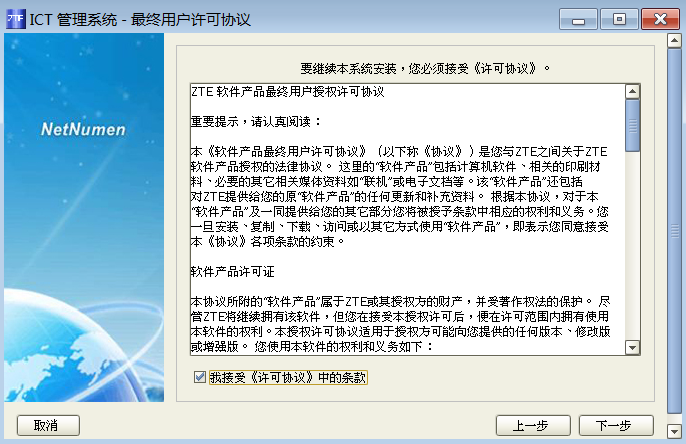 ZTE ICT 管理系统 - 最终用户许可协议
要继续本系统安装，您必须接受《许可协议》。
NetNumen
ZTE 软件产品最终用户授权许可协议
重要提示，请认真阅读：
本《软件产品最终用户许可协议》（以下称《协议》）是您与ZTE之间关于ZTE
软件产品授权的法律协议。 这里的“软件产品”包括计算机软件、相关的印刷材
料、必要的其它相关媒体资料如“联机”或电子文档等。该“软件产品”还包括
对ZTE提供给您的原“软件产品”的任何更新和补充资料。 根据本协议，对于本
“软件产品”及一同提供给您的其它部分您将被授予条款中相应的权利和义务。您
一旦安装、复制、下载、访问或以其它方式使用“软件产品”，即表示您同意接受
本《协议》各项条款的约束。
软件产品许可证
本协议所附的“软件产品”属于ZTE或其授权方的财产，并受著作权法的保护。 尽
管ZTE将继续拥有该软件，但您在接受本授权许可后，便在许可范围内拥有使用
本软件的权利。本授权许可协议适用于授权方可能向您提供的任何版本、修改版
或增强版。 您使用本软件的权利和义务如下：
我接受《许可协议》中的条款
取消
上一步
下一步